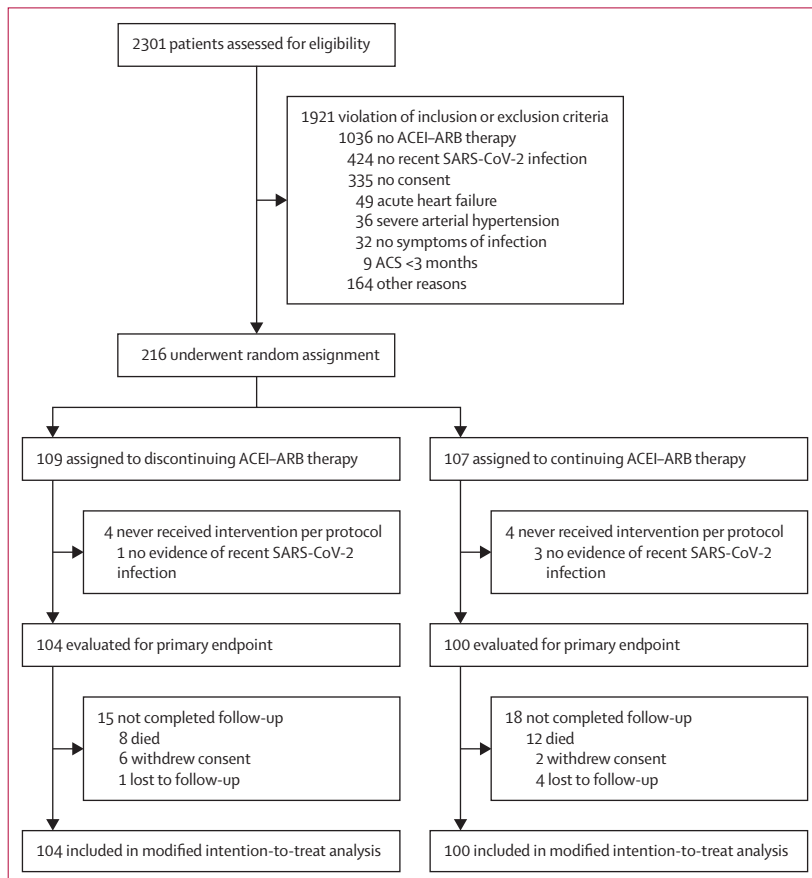 2301 patients assessed for eligibility
1921 violation of inclusion or exclusion criteria
1036 no ACEI–ARB therapy
424 no recent SARS-CoV-2 infection
335 no consent
49 acute heart failure
36 severe arterial hypertension
32 no symptoms of infection
9 ACS <3 months
164 other reasons
216 underwent random assignment
109 assigned to discontinuing ACEI–ARB therapy
107 assigned to continuing ACEI–ARB therapy
4 never received intervention per protocol
1 no evidence of recent SARS-CoV-2
infection
4 never received intervention per protocol
3 no evidence of recent SARS-CoV-2
infection
104 evaluated for primary endpoint
100 evaluated for primary endpoint
15 not completed follow-up
8 died
6 withdrew consent
1 lost to follow-up
18 not completed follow-up
12 died
2 withdrew consent
4 lost to follow-up
104 included in modified intention-to-treat analysis
100 included in modified intention-to-treat analysis